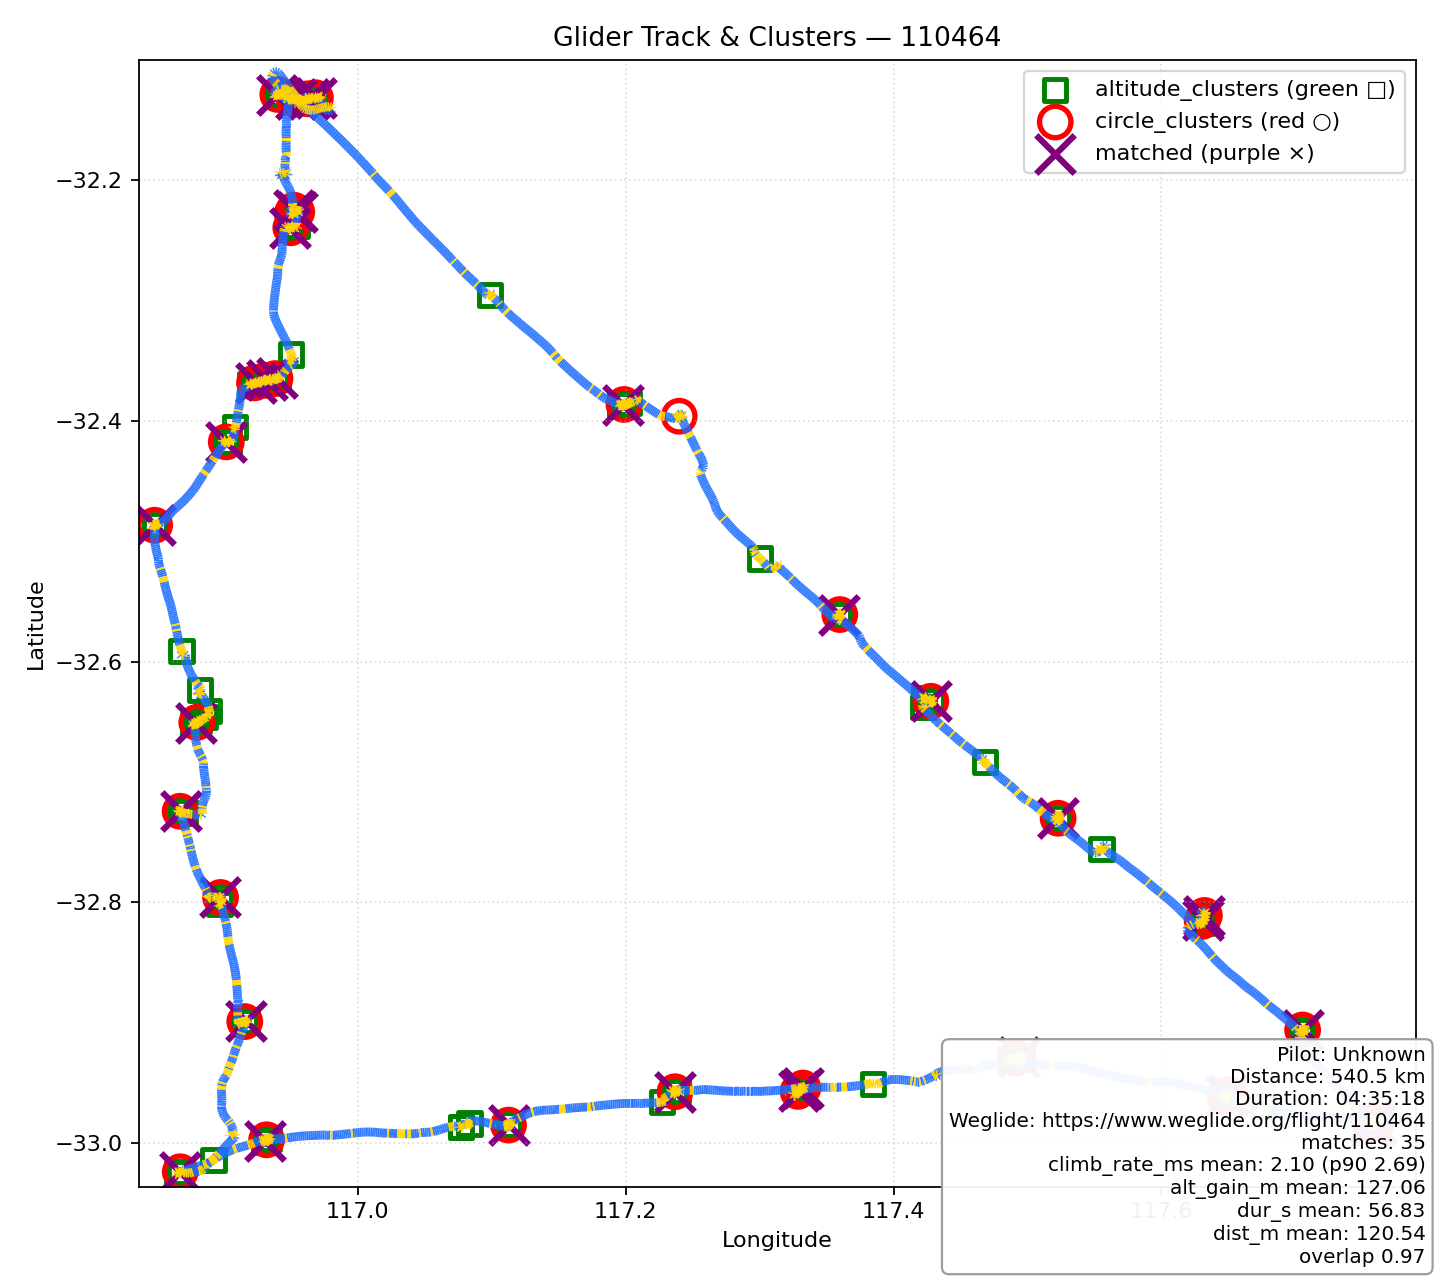 Glider Track & Clusters — 110464
altitude_clusters (green □)
circle_clusters (red ○)
matched (purple ×)
Latitude
−32.2
−32.4
−32.6
−32.8
−33.0
117.0
117.2
117.4
117.6
Longitude
Pilot: Unknown
Distance: 540.5 km
Duration: 04:35:18
Weglide: https://www.weglide.org/flight/110464
matches: 35
climb_rate_ms mean: 2.10 (p90 2.69)
alt_gain_m mean: 127.06
dur_s mean: 56.83
dist_m mean: 120.54
overlap 0.97